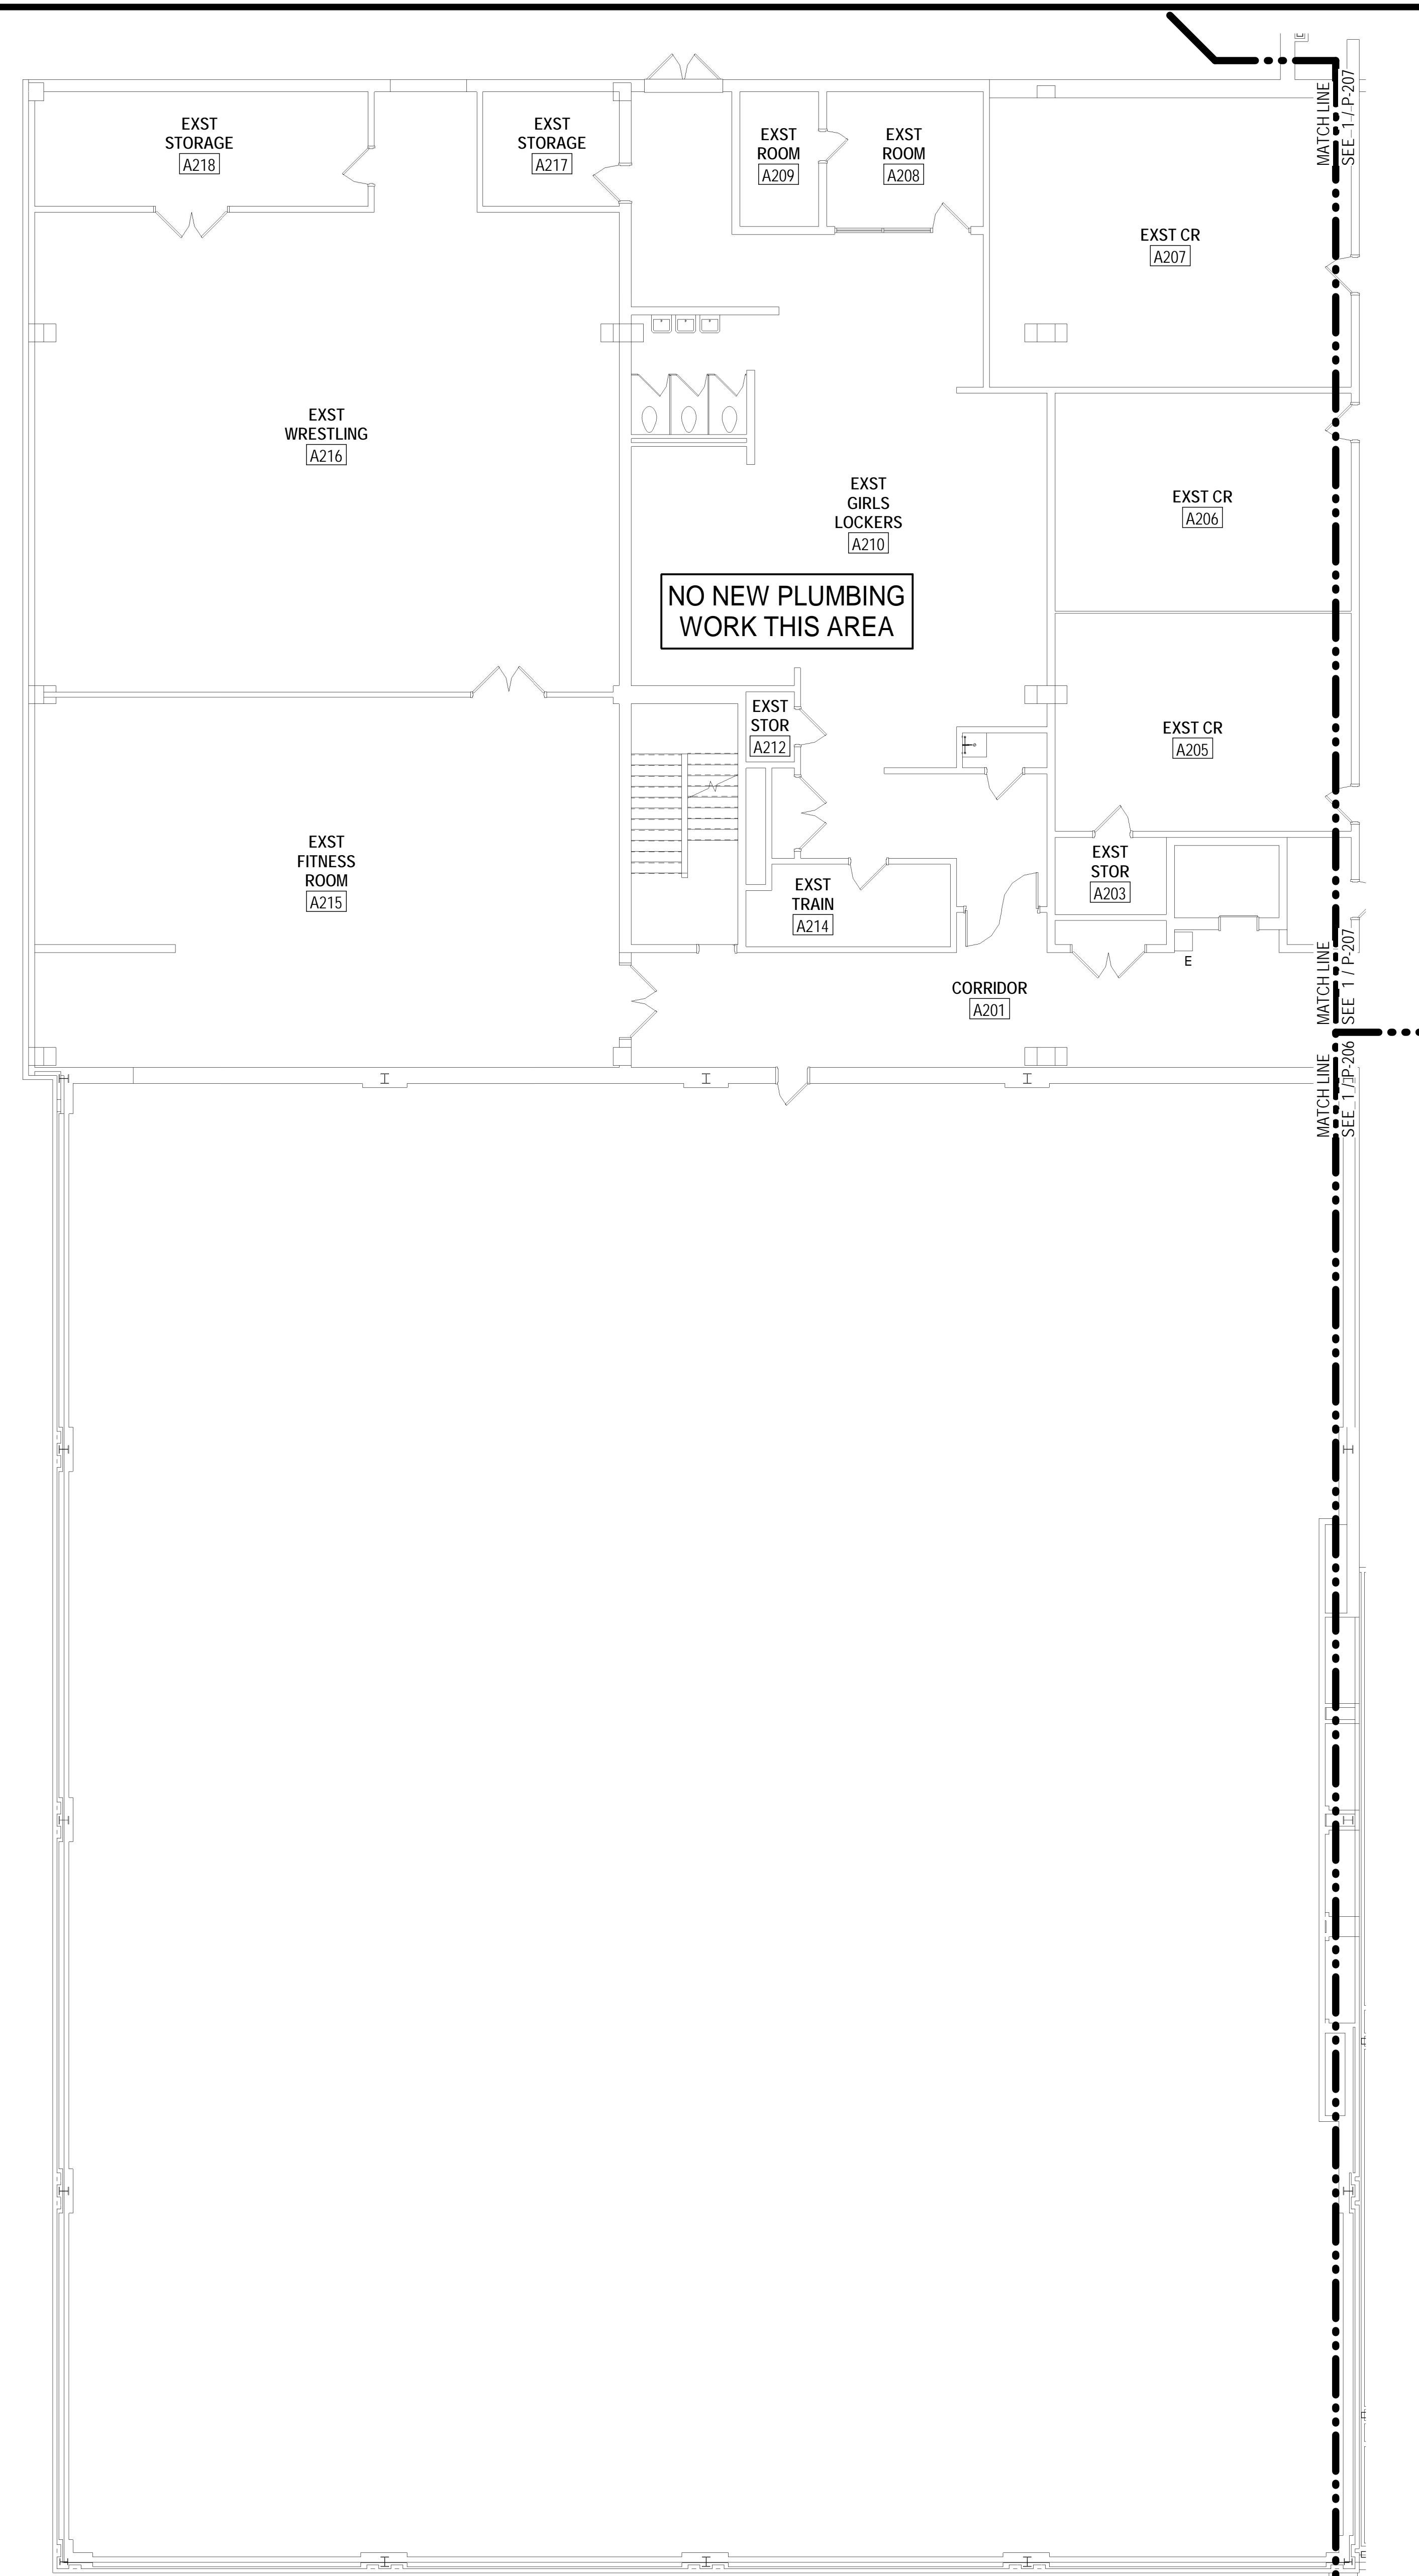 MATCH LINE
SEE 1 / P-207
EXST
STORAGE
A218
EXST
STORAGE
A217
EXST
ROOM
A209
EXST
ROOM
A208
EXST CR
A207
EXST
WRESTLING
A216
EXST
GIRLS
LOCKERS
A210
EXST CR
A206
NO NEW PLUMBING
WORK THIS AREA
EXST
STOR
A212
EXST CR
A205
EXST
FITNESS
ROOM
A215
EXST
TRAIN
A214
EXST
STOR
A203
E
CORRIDOR
A201
MATCH LINE
SEE 1 / P-207
MATCH LINE
SEE 1 / P-206